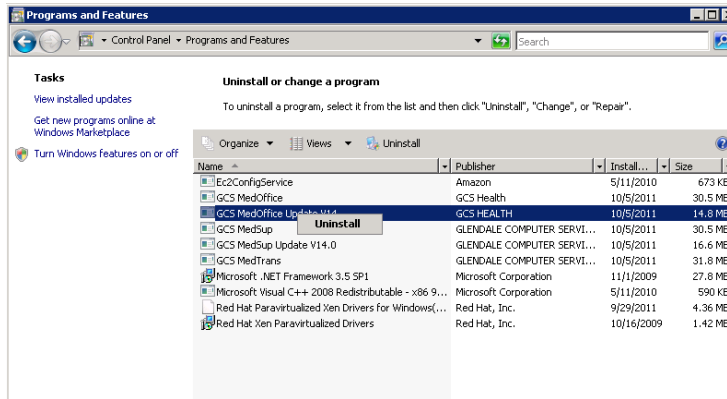 Programs and Features
Control Panel Programs and Features
Search
Tasks
View installed updates
Get new programs online at
Windows Marketplace
Turn Windows features on or off
Uninstall or change a program
To uninstall a program, select it from the list and then click "Uninstall", "Change", or "Repair".
Organize Views Uninstall
Name Publisher Install... Size
Ec2ConfigService Amazon 5/11/2010 673 KB
GCS MedOffice GCS Health 10/5/2011 30.5 MB
GCS MedOffice Update V14 GCS HEALTH 10/5/2011 14.8 MB
Uninstall
GCS MedSup GLENDALE COMPUTER SERVI... 10/5/2011 30.5 MB
GCS MedSup Update V14.0 GLENDALE COMPUTER SERVI... 10/5/2011 16.6 MB
GCS MedTrans GLENDALE COMPUTER SERVI... 10/5/2011 31.8 MB
Microsoft .NET Framework 3.5 SP1 Microsoft Corporation 11/1/2009 27.8 MB
Microsoft Visual C++ 2008 Redistributable - x86 9... Microsoft Corporation 5/11/2010 590 KB
Red Hat Paravirtualized Xen Drivers for Windows(... Red Hat, Inc. 9/29/2011 4.36 MB
Red Hat Xen Paravirtualized Drivers Red Hat, Inc. 10/16/2009 1.42 MB